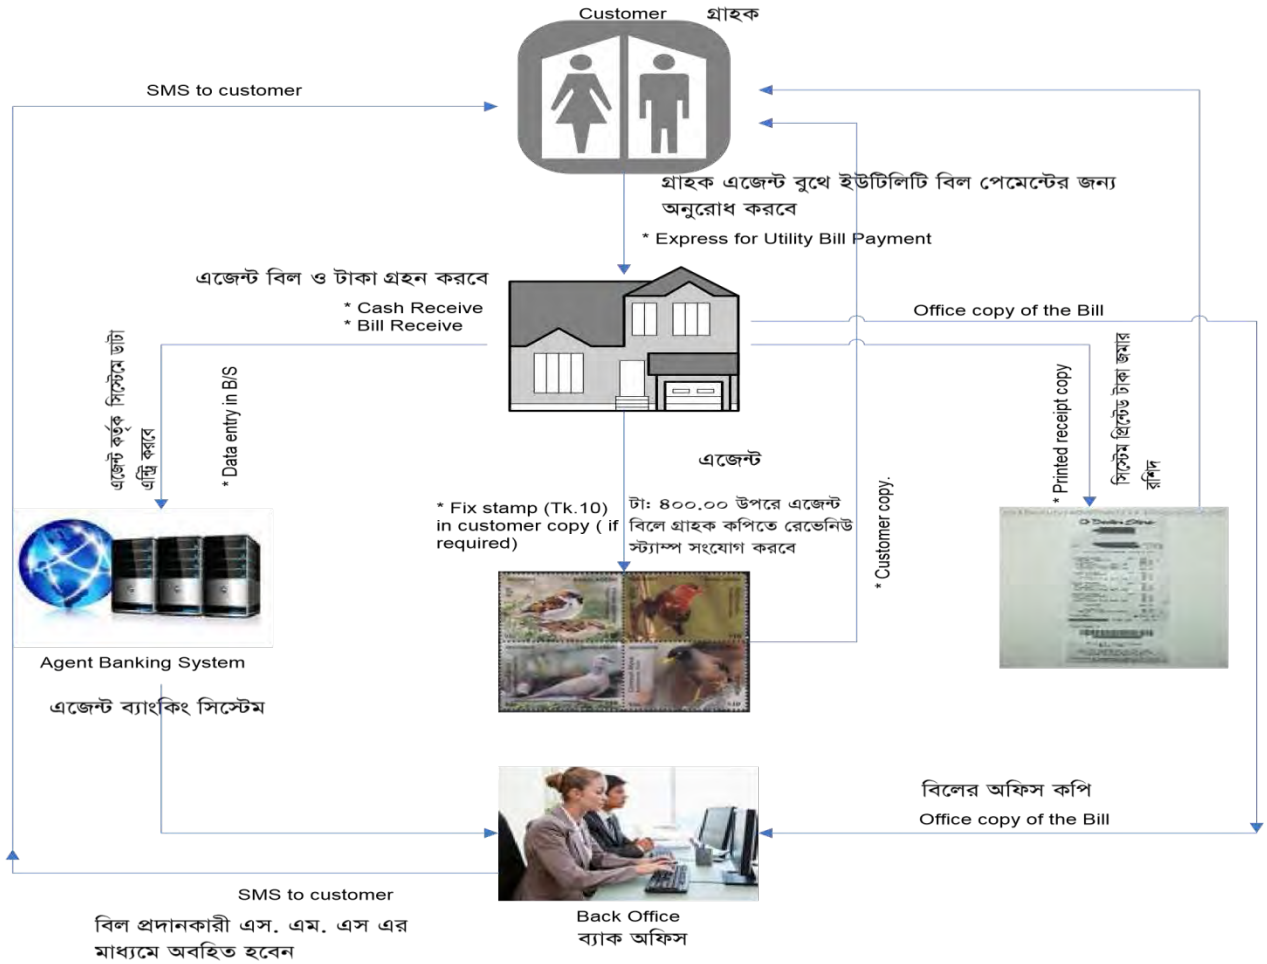 Customer গ্রাহক
SMS to customer
গ্রাহক এজেন্ট বুথে ইউটিলিটি বিল পেমেন্টের জন্য
অনুরোধ করবে
* Express for Utility Bill Payment
এজেন্ট বিল ও টাকা গ্রহন করবে
* Cash Receive
* Bill Receive
Office copy of the Bill
এজেন্ট কর্তৃক সিস্টেমে ডাটা
এন্ট্রি করবে
* Data entry in B/S
* Printed receipt copy
সিস্টেম প্রিন্টেড টাকা জমার
রশিদ
এজেন্ট
* Fix stamp (Tk.10)
in customer copy ( if
required)
টা: ৪০০.০০ উপরে এজেন্ট
বিলে গ্রাহক কপিতে রেভেনিউ
স্ট্যাম্প সংযোগ করবে
* Customer copy.
Agent Banking System
এজেন্ট ব্যাংকিং সিস্টেম
বিলের অফিস কপি
Office copy of the Bill
SMS to customer
বিল প্রদানকারী এস. এম. এস এর
মাধ্যমে অবহিত হবেন
Back Office
ব্যাক অফিস